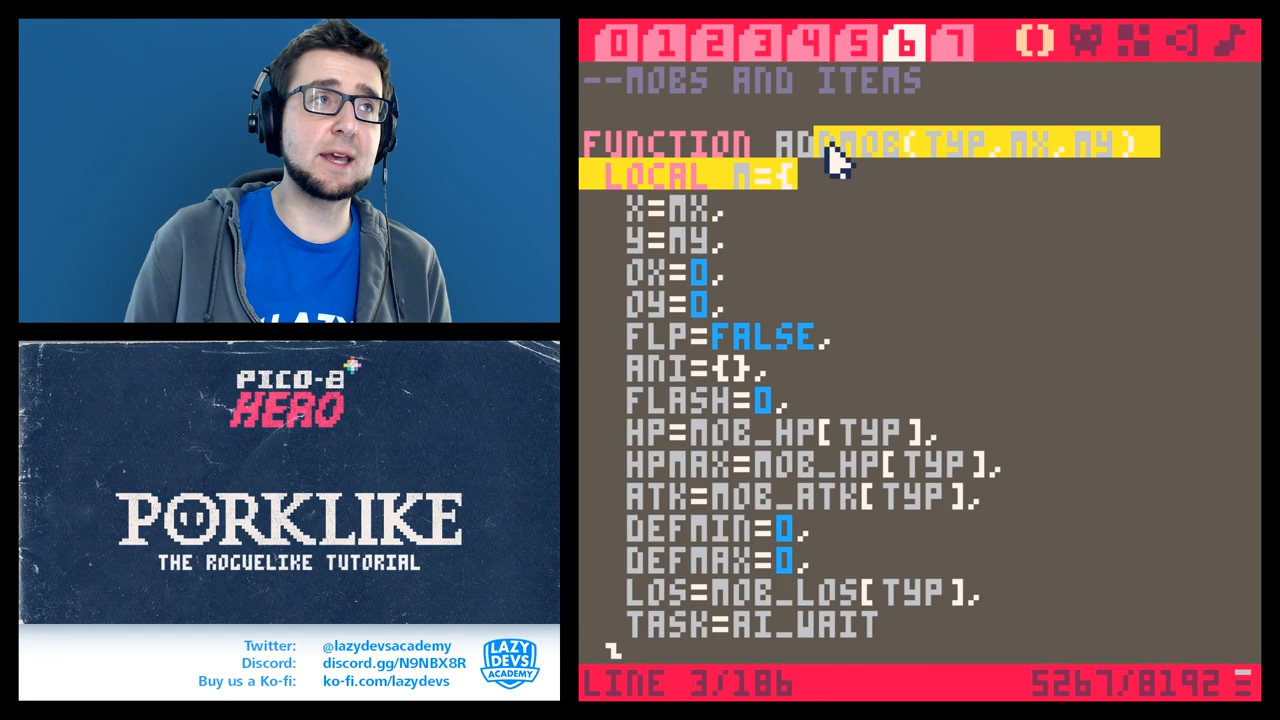 0 1 2 3 4 5 6 7
--MOBS AND ITEMS
FUNCTION ADDMOB(TYP,MX,MY)
LOCAL M={
X=MX,
Y=MY,
OX=0,
OY=0,
FLP=FALSE,
ANI={},
FLASH=0,
HP=MOB_HP[TYP],
HPMAX=MOB_HP[TYP],
ATK=MOB_ATK[TYP],
DEFMIN=0,
DEFMAX=0,
LOS=MOB_LOS[TYP],
TASK=AI_WAIT
LINE 3/186 5267/8192
PICO-8
HERO
PORKLIKE
THE ROGUELIKE TUTORIAL
Twitter: @lazydevsacademy
Discord: discord.gg/N9NBX8R
Buy us a Ko-fi: ko-fi.com/lazydevs
LAZY
DEVS
ACADEMY